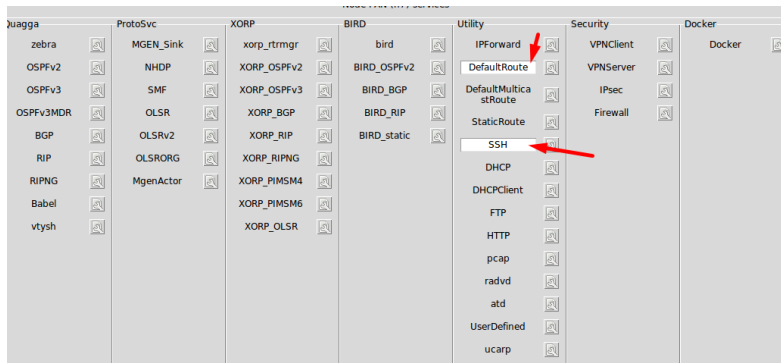 Quagga
zebra
OSPFv2
OSPFv3
OSPFv3MDR
BGP
RIP
RIPNG
Babel
vtysh
ProtoSvc
MGEN_Sink
NHDP
SMF
OLSR
OLSRv2
OLSRORG
MgenActor
XORP
xorp_rtrmgr
XORP_OSPFv2
XORP_OSPFv3
XORP_BGP
XORP_RIP
XORP_RIPNG
XORP_PIMSM4
XORP_PIMSM6
XORP_OLSR
BIRD
bird
BIRD_OSPFv2
BIRD_BGP
BIRD_RIP
BIRD_static
Utility
IPForward
DefaultRoute
DefaultMultica
stRoute
StaticRoute
SSH
DHCP
DHCPClient
FTP
HTTP
pcap
radvd
atd
UserDefined
ucarp
Security
VPNClient
VPNServer
IPsec
Firewall
Docker
Docker